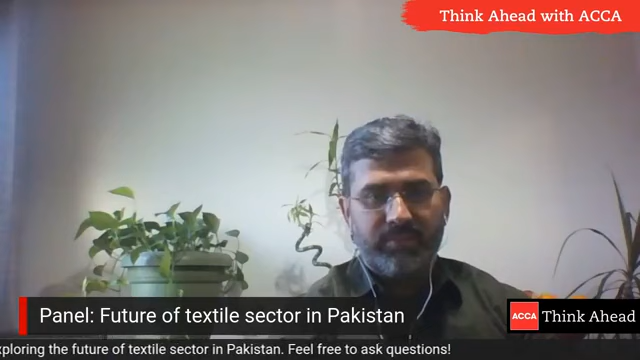 Think Ahead with ACCA
Panel: Future of textile sector in Pakistan
ACCA Think Ahead
ploring the future of textile sector in Pakistan. Feel free to ask questions!